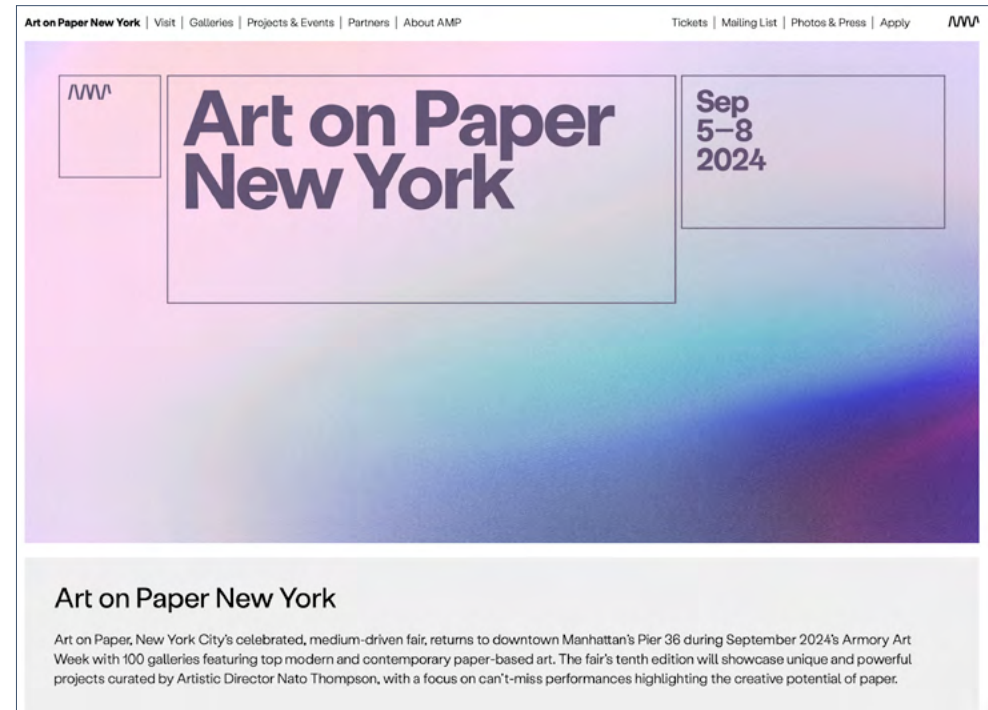 Art on Paper New York | Visit | Galleries | Projects & Events | Partners | About AMP
Tickets | Mailing List | Photos & Press | Apply
Art on Paper
New York
Sep
5–8
2024
Art on Paper New York
Art on Paper, New York City's celebrated, medium-driven fair, returns to downtown Manhattan's Pier 36 during September 2024's Armory Art
Week with 100 galleries featuring top modern and contemporary paper-based art. The fair's tenth edition will showcase unique and powerful
projects curated by Artistic Director Nato Thompson, with a focus on can't-miss performances highlighting the creative potential of paper.